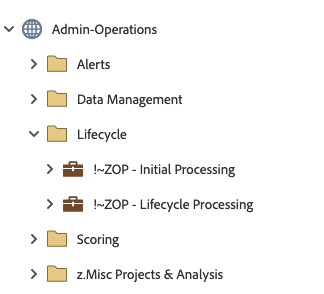 Admin-Operations
Alerts
Data Management
Lifecycle
!~ZOP - Initial Processing
!~ZOP - Lifecycle Processing
Scoring
z.Misc Projects & Analysis